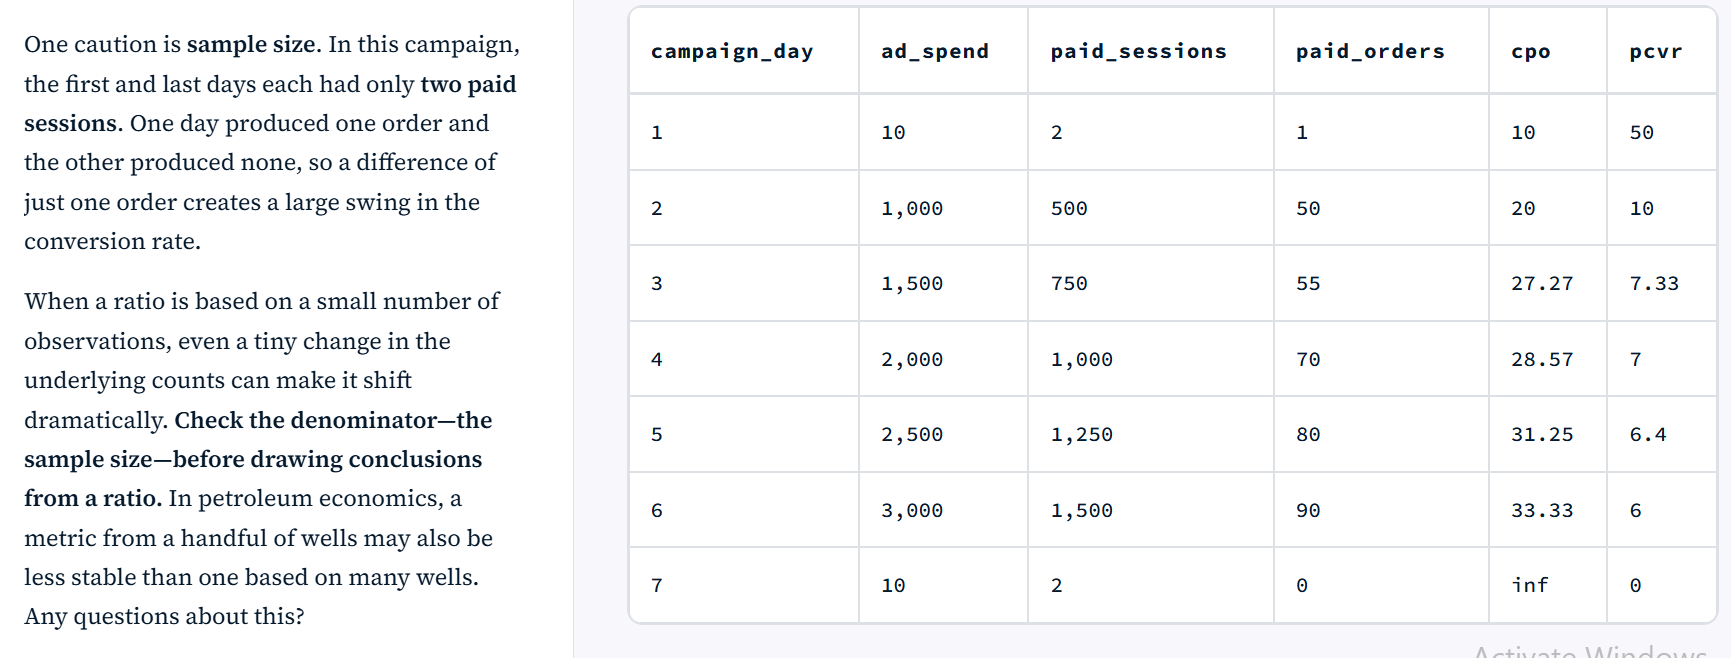 One caution is sample size. In this campaign,
the first and last days each had only two paid
sessions. One day produced one order and
the other produced none, so a difference of
just one order creates a large swing in the
conversion rate.
When a ratio is based on a small number of
observations, even a tiny change in the
underlying counts can make it shift
dramatically. Check the denominator—the
sample size—before drawing conclusions
from a ratio. In petroleum economics, a
metric from a handful of wells may also be
less stable than one based on many wells.
Any questions about this?
campaign_day ad_spend paid_sessions paid_orders cpo pcvr
1 10 2 1 10 50
2 1,000 500 50 20 10
3 1,500 750 55 27.27 7.33
4 2,000 1,000 70 28.57 7
5 2,500 1,250 80 31.25 6.4
6 3,000 1,500 90 33.33 6
7 10 2 0 inf 0
Activate Windows